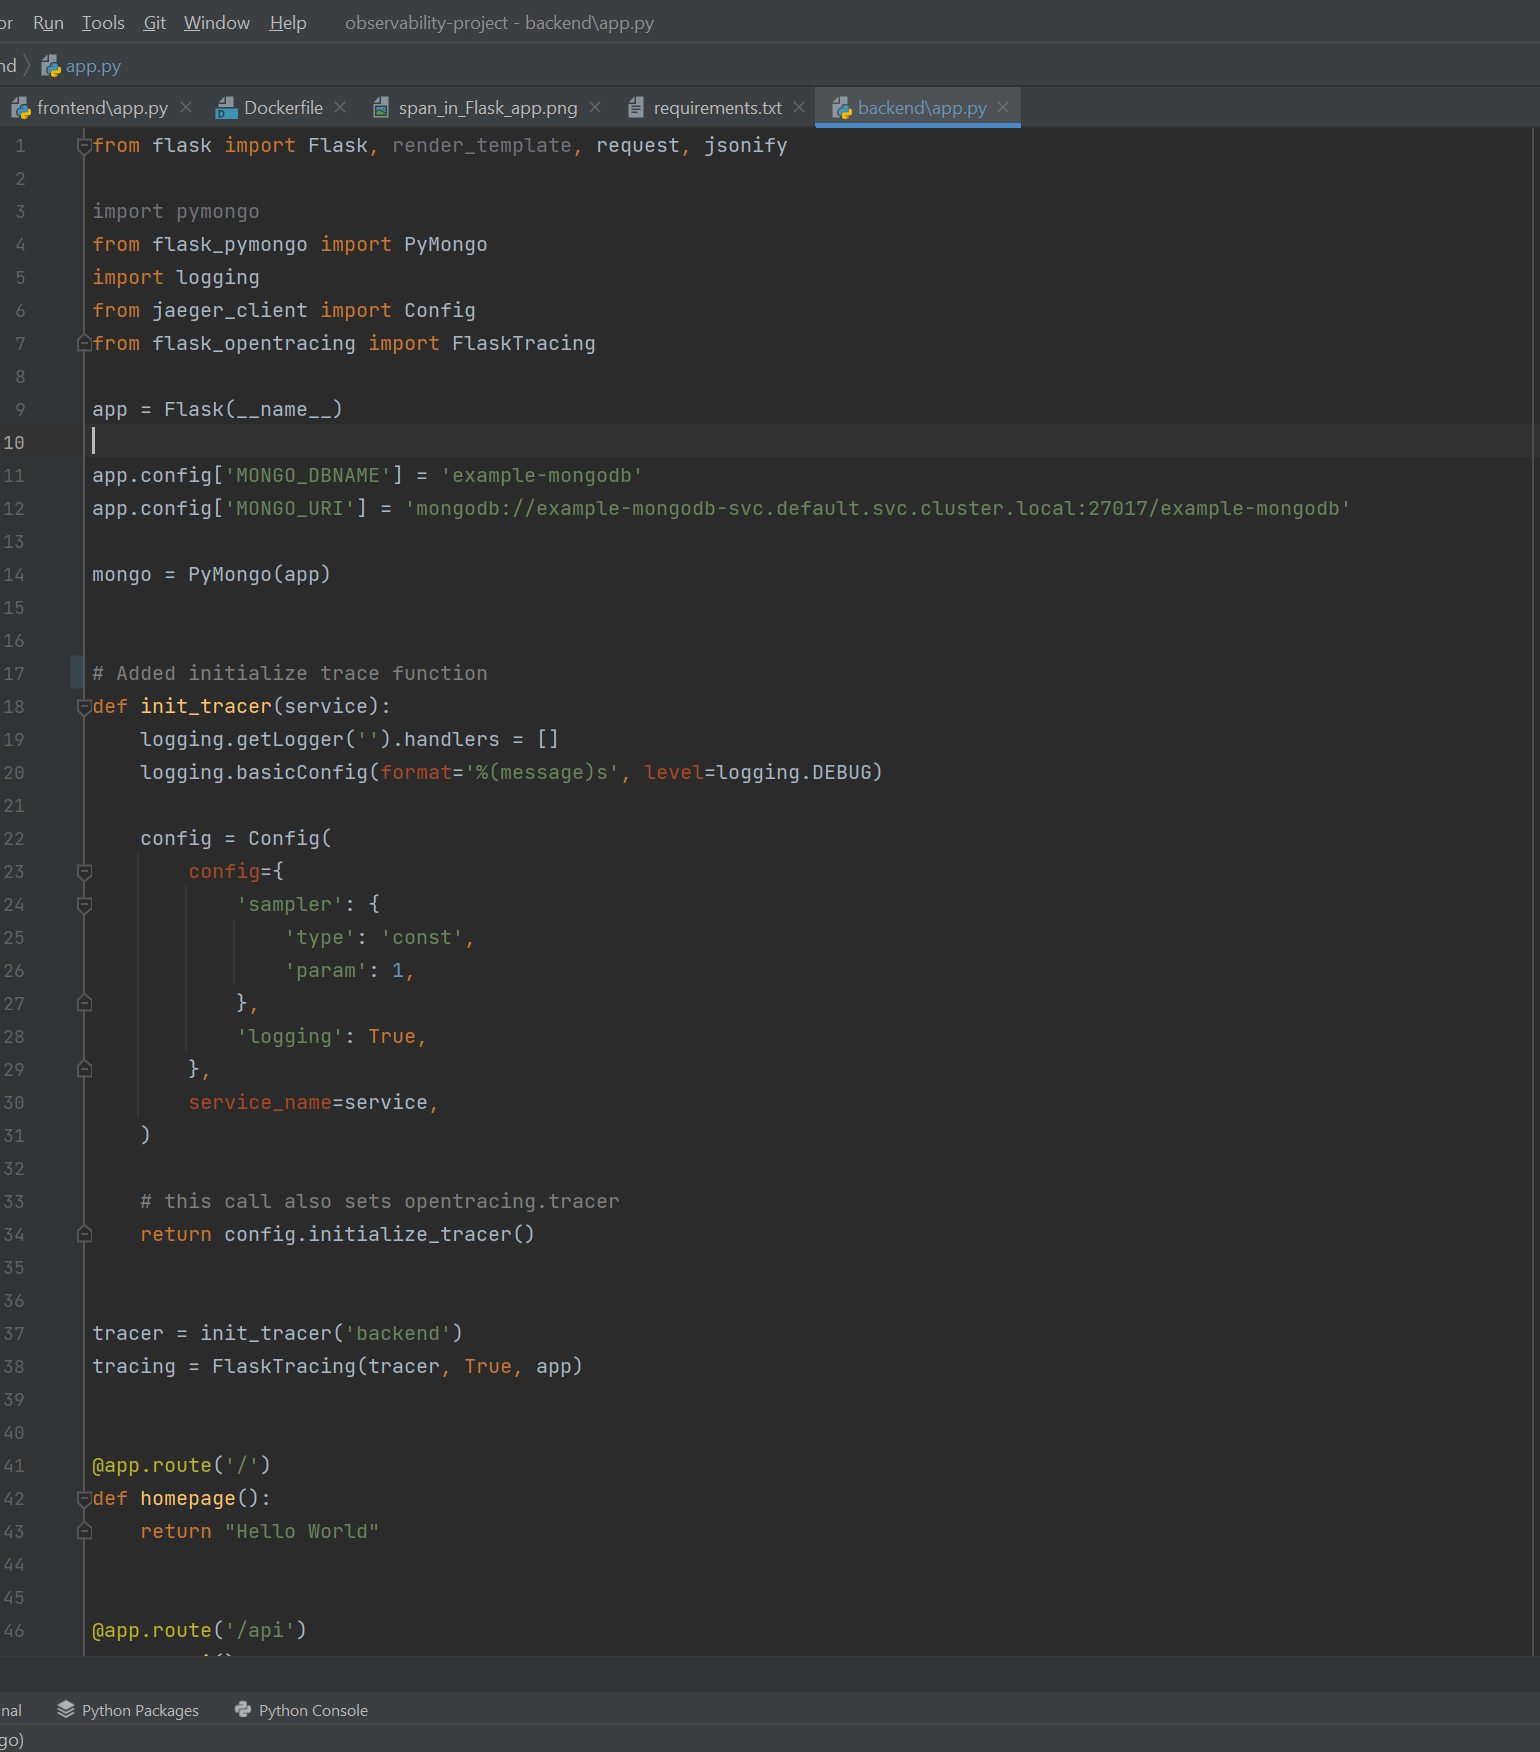 or Run Tools Git Window Help observability-project - backend\app.py
nd app.py
frontend\app.py Dockerfile span_in_Flask_app.png requirements.txt backend\app.py
1 from flask import Flask, render_template, request, jsonify
2
3 import pymongo
4 from flask_pymongo import PyMongo
5 import logging
6 from jaeger_client import Config
7 from flask_opentracing import FlaskTracing
8
9 app = Flask(__name__)
10
11 app.config['MONGO_DBNAME'] = 'example-mongodb'
12 app.config['MONGO_URI'] = 'mongodb://example-mongodb-svc.default.svc.cluster.local:27017/example-mongodb'
13
14 mongo = PyMongo(app)
15
16
17 # Added initialize trace function
18 def init_tracer(service):
19     logging.getLogger('').handlers = []
20     logging.basicConfig(format='%(message)s', level=logging.DEBUG)
21
22     config = Config(
23         config={
24             'sampler': {
25                 'type': 'const',
26                 'param': 1,
27             },
28             'logging': True,
29         },
30         service_name=service,
31     )
32
33     # this call also sets opentracing.tracer
34     return config.initialize_tracer()
35
36
37 tracer = init_tracer('backend')
38 tracing = FlaskTracing(tracer, True, app)
39
40
41 @app.route('/')
42 def homepage():
43     return "Hello World"
44
45
46 @app.route('/api')
nal Python Packages Python Console
go)